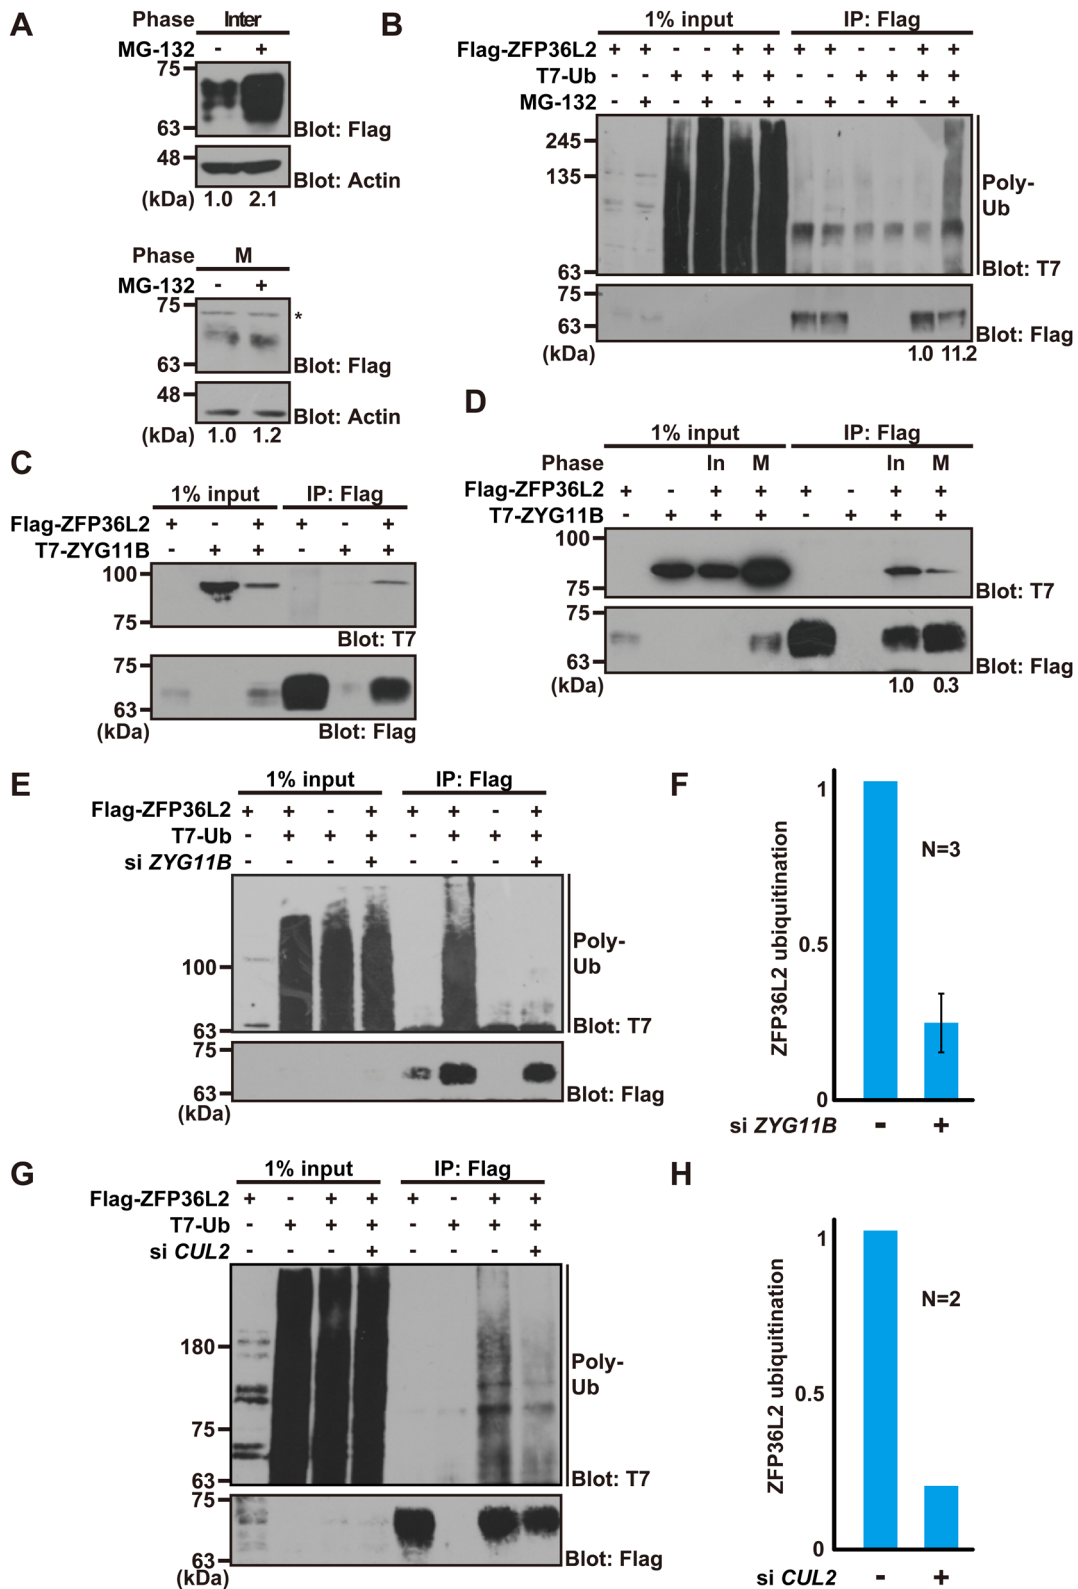 A
Phase Inter
MG-132 - +
75
63
Blot: Flag
48
Blot: Actin
(kDa) 1.0 2.1
Phase M
MG-132 - +
75
*
63
Blot: Flag
48
Blot: Actin
(kDa) 1.0 1.2
B
1% input IP: Flag
Flag-ZFP36L2 + + - - + + + + - - + +
T7-Ub - - + + + + - - + + + +
MG-132 - + - + - + - + - + - +
245
135
Poly-
Ub
63
Blot: T7
75
63
Blot: Flag
(kDa) 1.0 11.2
C
1% input IP: Flag
Flag-ZFP36L2 + - + + - +
T7-ZYG11B - + + - + +
100
75
Blot: T7
75
63
(kDa) Blot: Flag
D
1% input IP: Flag
Phase In M In M
Flag-ZFP36L2 + - + + + - + +
T7-ZYG11B - + + + - + + +
100
75
Blot: T7
75
63
Blot: Flag
(kDa) 1.0 0.3
E
1% input IP: Flag
Flag-ZFP36L2 + + - + + + - +
T7-Ub - + + + - + + +
si ZYG11B - - - + - - - +
Poly-
Ub
100
63
Blot: T7
75
63
Blot: Flag
(kDa)
F
ZFP36L2 ubiquitination
1
N=3
0.5
0
si ZYG11B - +
G
1% input IP: Flag
Flag-ZFP36L2 + - + + + - + +
T7-Ub - + + + - + + +
si CUL2 - - - + - - - +
180
Poly-
Ub
75
63
Blot: T7
75
63
Blot: Flag
(kDa)
H
ZFP36L2 ubiquitination
1
N=2
0.5
0
si CUL2 - +